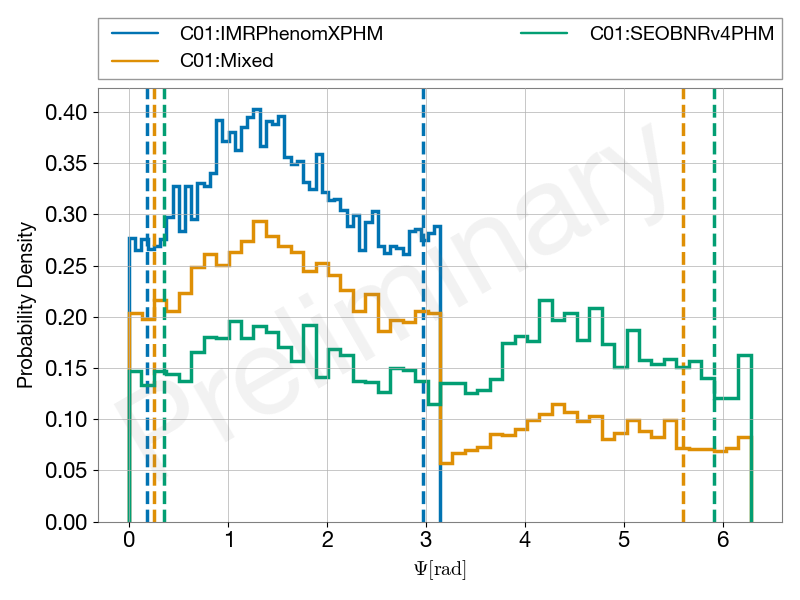 C01:IMRPhenomXPHM
C01:Mixed
C01:SEOBNRv4PHM
0.40
0.35
0.30
0.25
0.20
0.15
0.10
0.05
0.00
Probability Density
Preliminary
0 1 2 3 4 5 6
Ψ[rad]